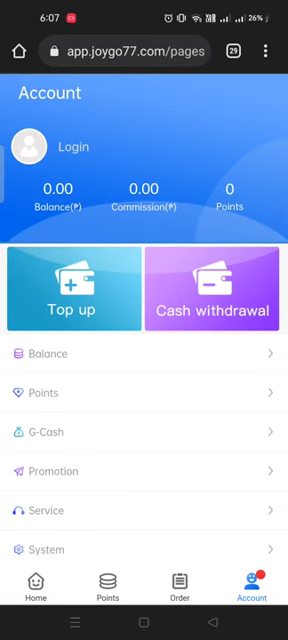 6:07
26%
app.joygo77.com/pages
29
Account
Login
0.00 0.00 0
Balance(₱) Commission(₱) Points
Top up Cash withdrawal
Balance
Points
G-Cash
Promotion
Service
System
Home Points Order Account